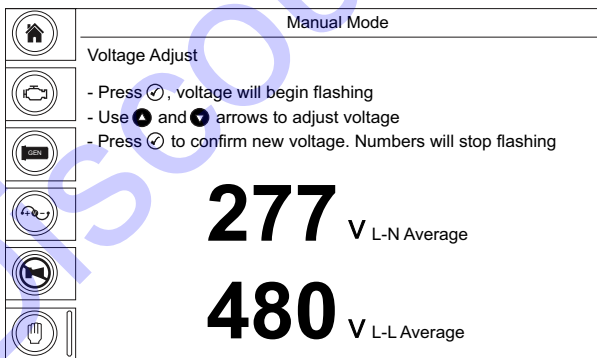 Manual Mode
Voltage Adjust
- Press ✓, voltage will begin flashing
- Use ▲ and ▼ arrows to adjust voltage
- Press ✓ to confirm new voltage. Numbers will stop flashing
GEN
277 V L-N Average
480 V L-L Average